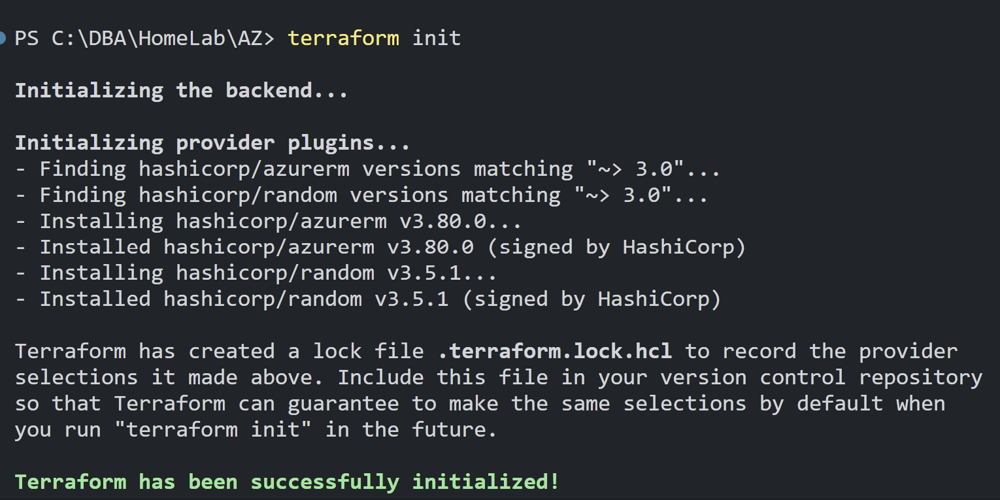 PS C:\DBA\HomeLab\AZ> terraform init
Initializing the backend...
Initializing provider plugins...
- Finding hashicorp/azurerm versions matching "~> 3.0"...
- Finding hashicorp/random versions matching "~> 3.0"...
- Installing hashicorp/azurerm v3.80.0...
- Installed hashicorp/azurerm v3.80.0 (signed by HashiCorp)
- Installing hashicorp/random v3.5.1...
- Installed hashicorp/random v3.5.1 (signed by HashiCorp)
Terraform has created a lock file .terraform.lock.hcl to record the provider
selections it made above. Include this file in your version control repository
so that Terraform can guarantee to make the same selections by default when
you run "terraform init" in the future.
Terraform has been successfully initialized!